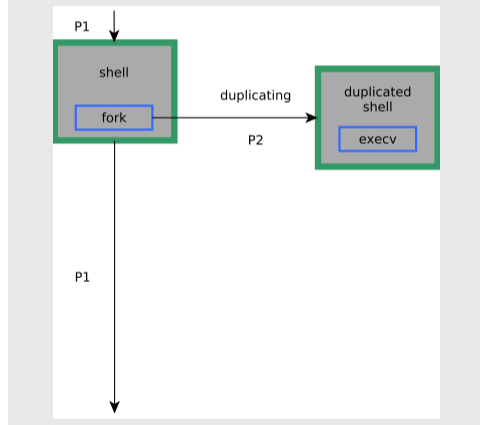 P1
shell
fork
duplicating
P2
duplicated
shell
execv
P1